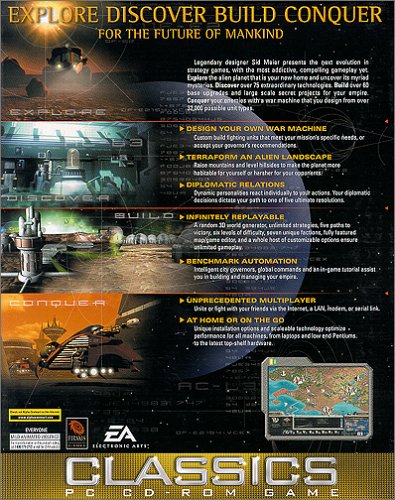 EXPLORE DISCOVER BUILD CONQUER
FOR THE FUTURE OF MANKIND
Legendary designer Sid Meier presents the next evolution in
strategy games, with the most addictive, compelling gameplay yet.
Explore the alien planet that is your new home and uncover its myriad
mysteries. Discover over 75 extraordinary technologies. Build over 60
base upgrades and large scale secret projects for your empire.
Conquer your enemies with a war machine that you design from over
32,000 possible unit types.
DESIGN YOUR OWN WAR MACHINE
Custom build fighting units that meet your mission's specific needs, or
accept your governor's recommendations.
TERRAFORM AN ALIEN LANDSCAPE
Raise mountains and level hillsides to make the planet more
habitable for yourself or harsher for your opponents.
DIPLOMATIC RELATIONS
Dynamic personalities react individually to your actions. Your diplomatic
decisions dictate your path to one of five ultimate resolutions.
DISCOVER
BUILD
INFINITELY REPLAYABLE
A random 3D world generator, unlimited strategies, five paths to
victory, six levels of difficulty, seven unique factions, fully featured
map/game editor, and a whole host of customizable options ensure
unlimited gameplay.
BENCHMARK AUTOMATION
Intelligent city governors, global commands and an in-game tutorial assist
you in building and managing your empire.
CONQUER
UNPRECEDENTED MULTIPLAYER
Unite or fight with your friends via the Internet, a LAN, modem, or serial link.
AT HOME OR ON THE GO
Unique installation options and scaleable technology optimize
performance for all machines, from laptops and low end Pentiums.
to the latest top-shelf hardware.
EVERYONE
MILD ANIMATED VIOLENCE
FIRAXIS
EA
ELECTRONIC ARTS
CLASSICS
PC CD-ROM GAME